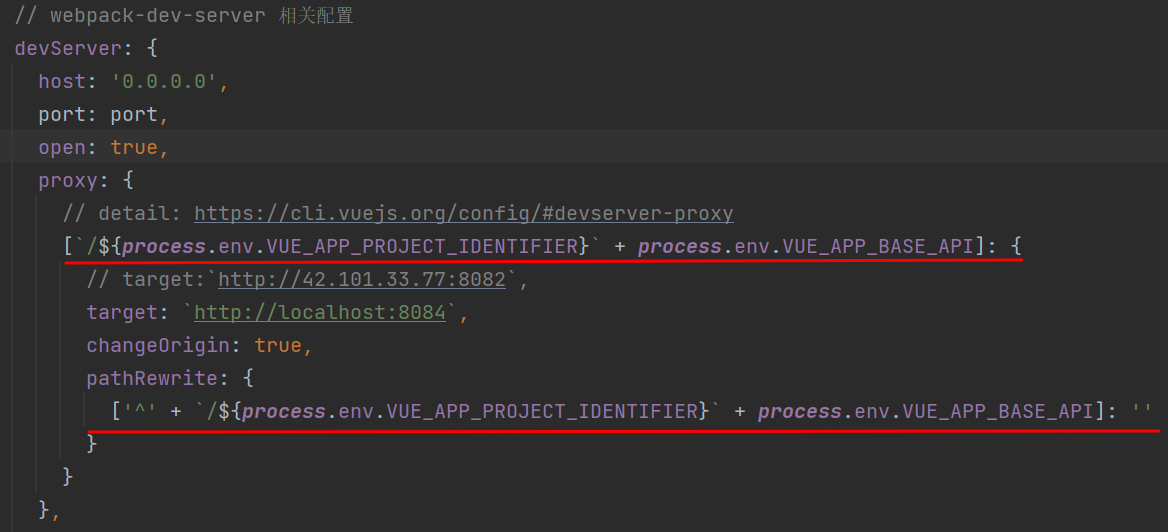 // webpack-dev-server 相关配置
devServer: {
host: '0.0.0.0',
port: port,
open: true,
proxy: {
// detail: https://cli.vuejs.org/config/#devserver-proxy
[`/${process.env.VUE_APP_PROJECT_IDENTIFIER}` + process.env.VUE_APP_BASE_API]: {
// target:`http://42.101.33.77:8082`,
target: `http://localhost:8084`,
changeOrigin: true,
pathRewrite: {
['^' + `/${process.env.VUE_APP_PROJECT_IDENTIFIER}` + process.env.VUE_APP_BASE_API]: ''
}
}
},